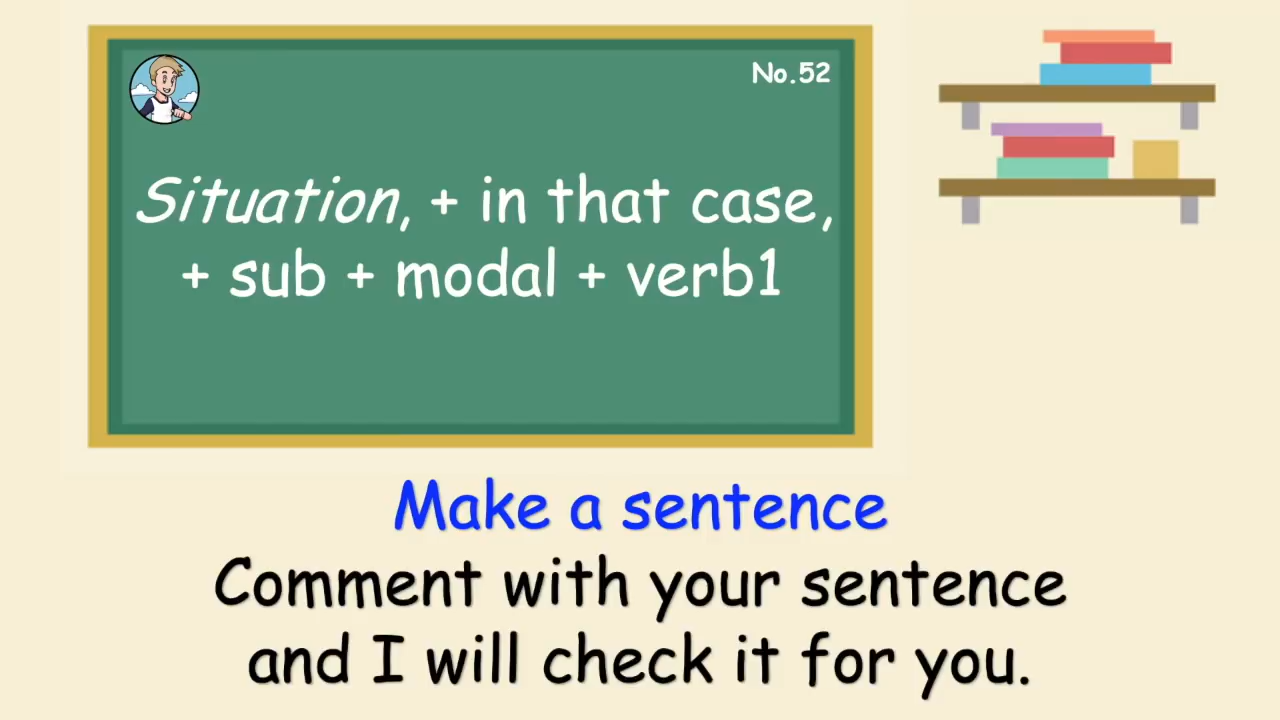 No.52
Situation, + in that case,
+ sub + modal + verb1
Make a sentence
Comment with your sentence
and I will check it for you.